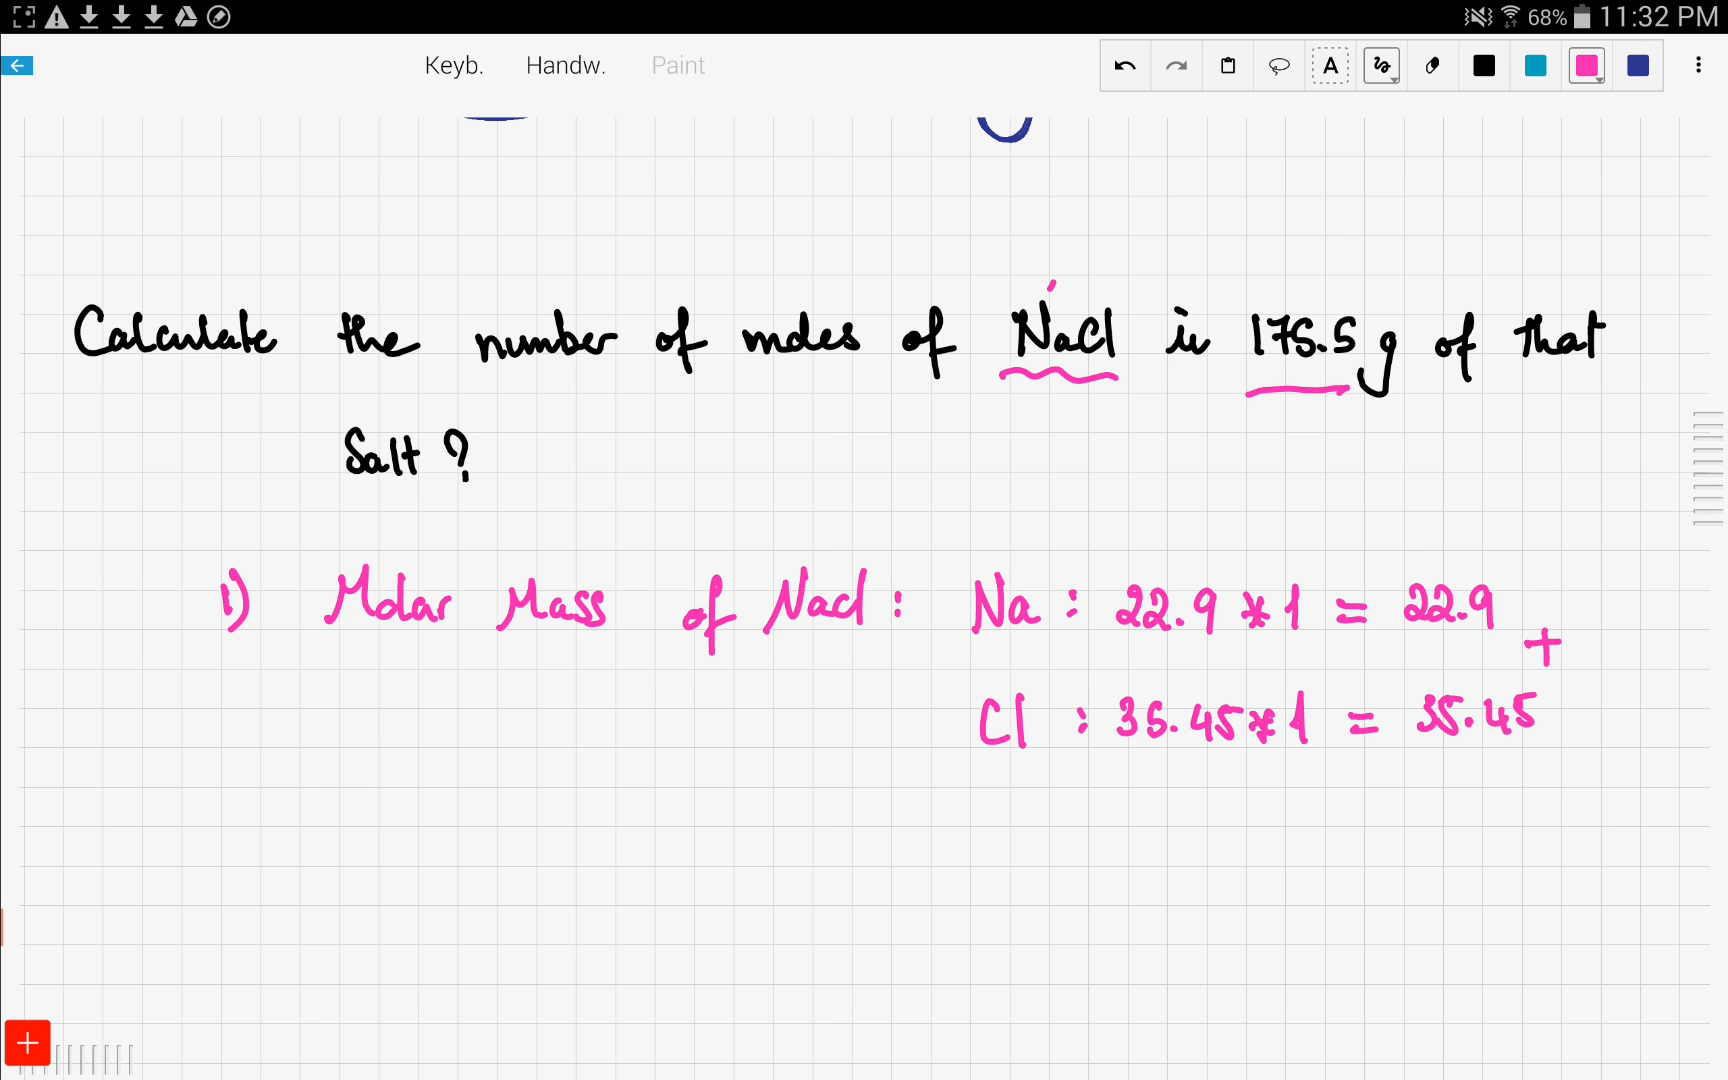 68% 11:32 PM
Keyb. Handw. Paint A
Calculate the number of moles of NaCl in 175.5 g of that
Salt ?
1) Molar Mass of Nacl : Na : 22.9 * 1 = 22.9
+
Cl : 35.45 * 1 = 35.45